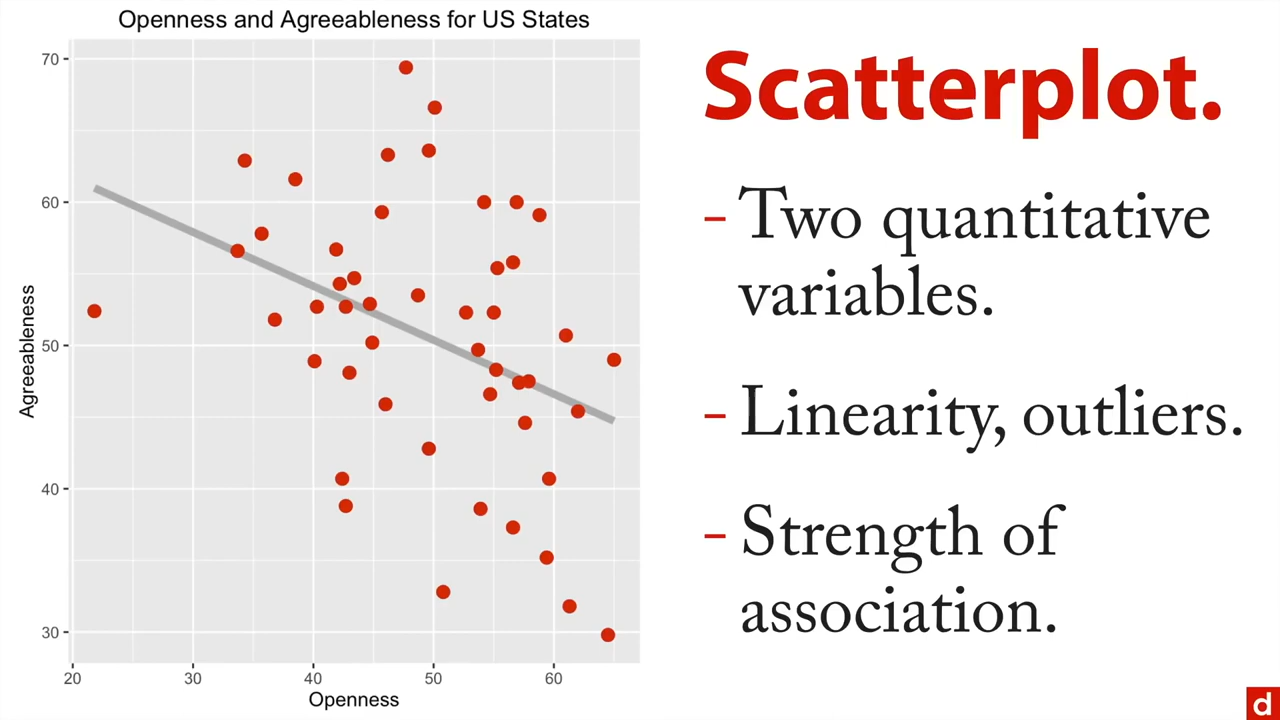 Openness and Agreeableness for US States
70
60
50
40
30
Agreeableness
20
30
40
50
60
Openness
Scatterplot.
- Two quantitative
variables.
- Linearity, outliers.
- Strength of
association.
d